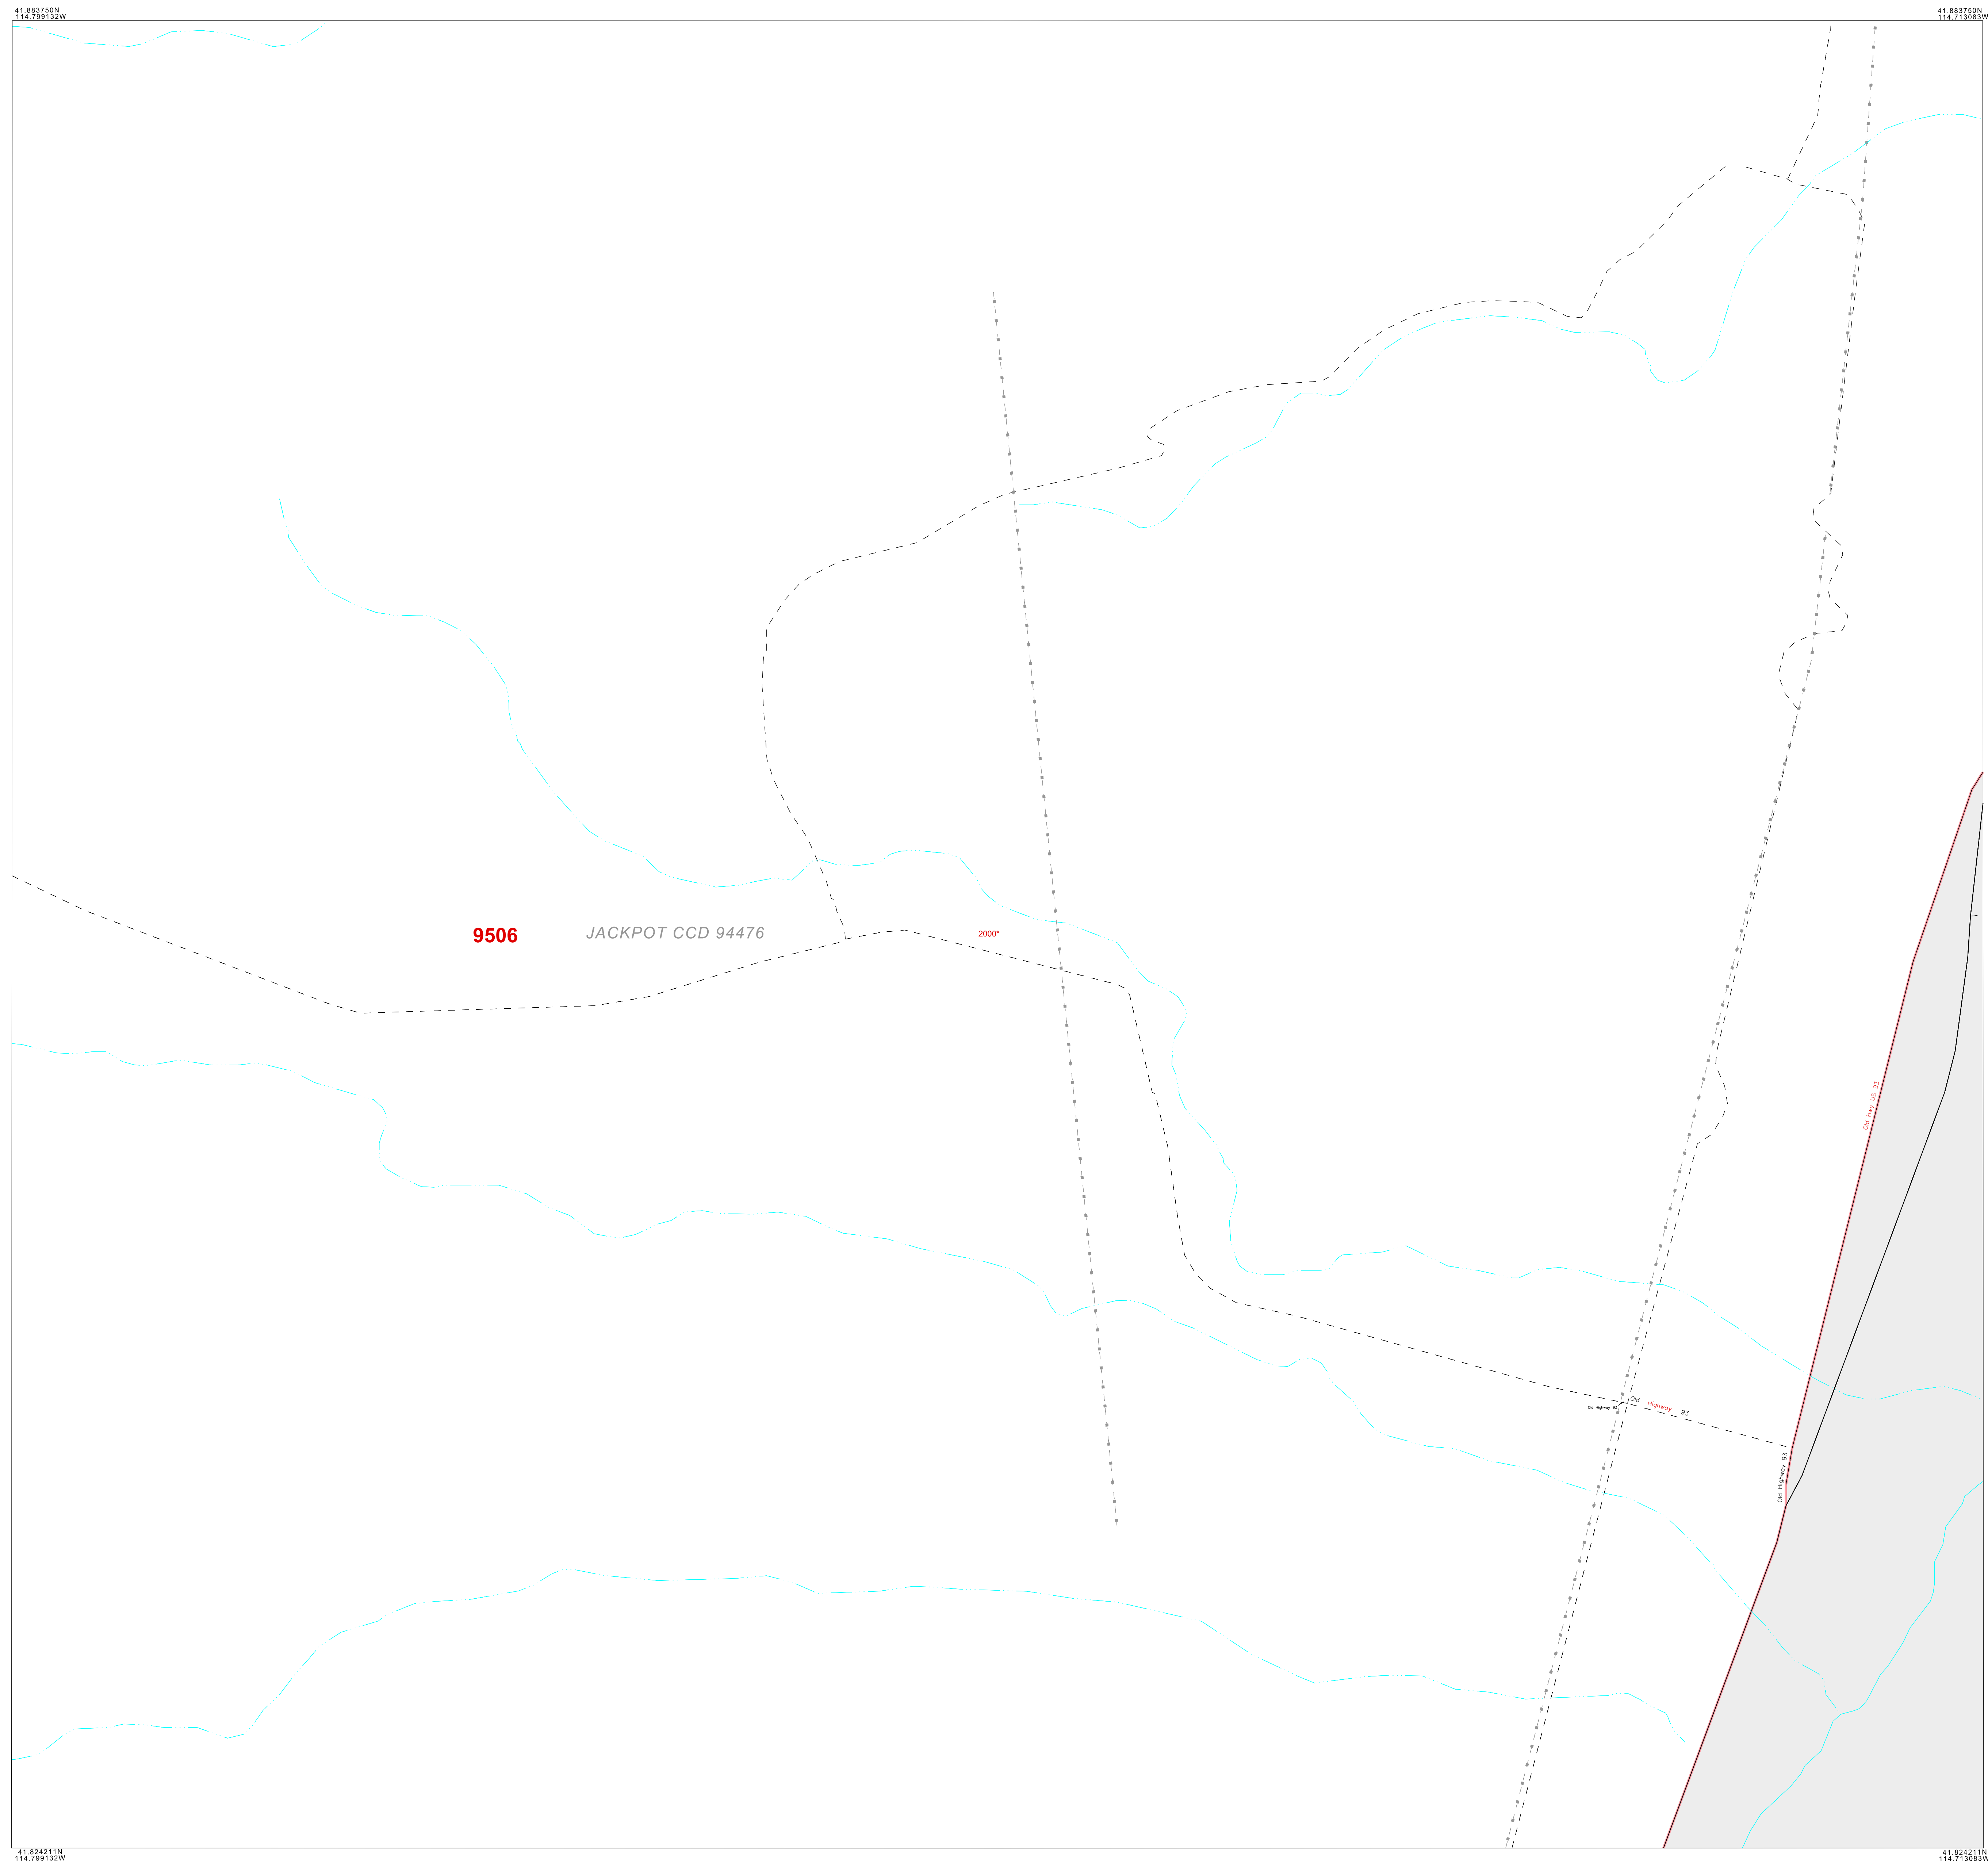 41.883750N
114.799132W
41.883750N
114.713083W
9506
JACKPOT CCD 94476
2000*
Old Hwy US 93
Old Highway 93
Old Highway 93
Old Highway 93
41.824211N
114.799132W
41.824211N
114.713083W